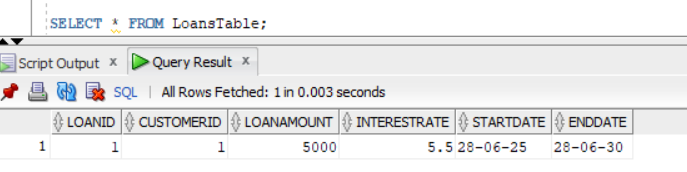 SELECT * FROM LoansTable;
Script Output x Query Result x
SQL | All Rows Fetched: 1 in 0.003 seconds
LOANID CUSTOMERID LOANAMOUNT INTERESTRATE STARTDATE ENDDATE
1 1 1 5000 5.5 28-06-25 28-06-30